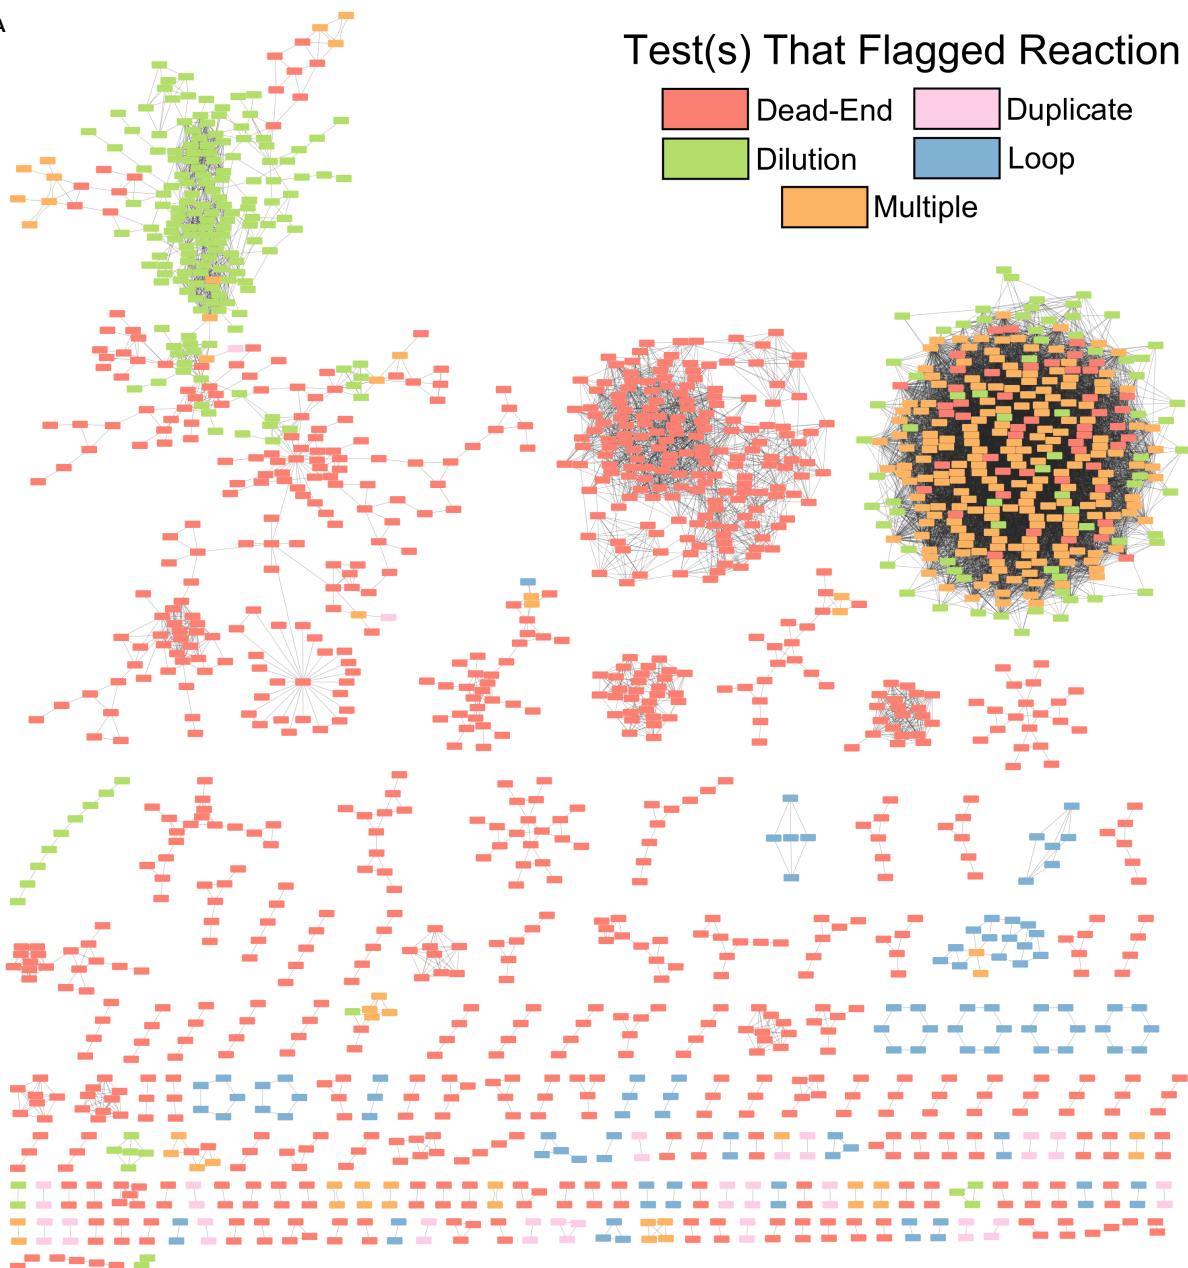 A
Test(s) That Flagged Reaction
Dead-End
Duplicate
Dilution
Loop
Multiple